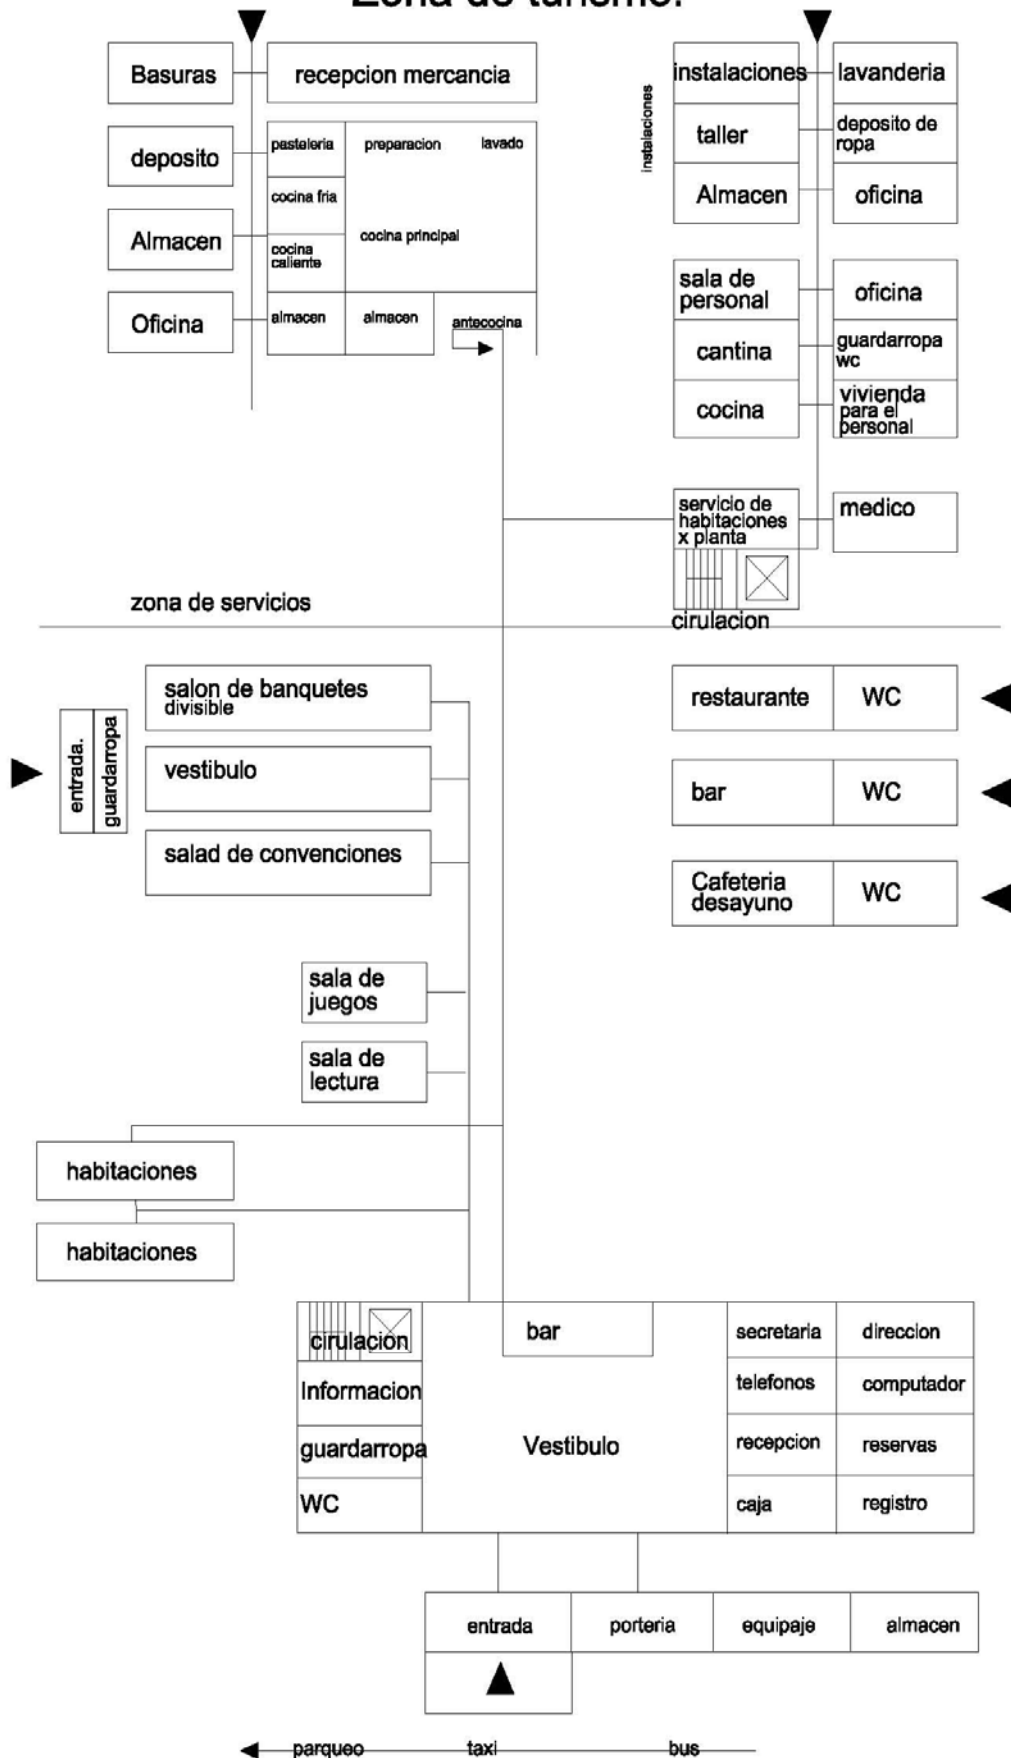 Zona de turismo.
Basuras
recepcion mercancia
deposito
pasteleria
preparacion
lavado
cocina fria
Almacen
cocina
caliente
cocina principal
Oficina
almacen
almacen
antecocina
instalaciones
instalaciones
lavanderia
taller
deposito de
ropa
Almacen
oficina
sala de
personal
oficina
cantina
guardarropa
wc
cocina
vivienda
para el
personal
servicio de
habitaciones
x planta
medico
cirulacion
zona de servicios
entrada.
guardarropa
salon de banquetes
divisible
vestibulo
salad de convenciones
restaurante
WC
bar
WC
Cafeteria
desayuno
WC
sala de
juegos
sala de
lectura
habitaciones
habitaciones
cirulacion
Informacion
guardarropa
WC
bar
Vestibulo
secretaria
direccion
telefonos
computador
recepcion
reservas
caja
registro
entrada
porteria
equipaje
almacen
parqueo
taxi
bus